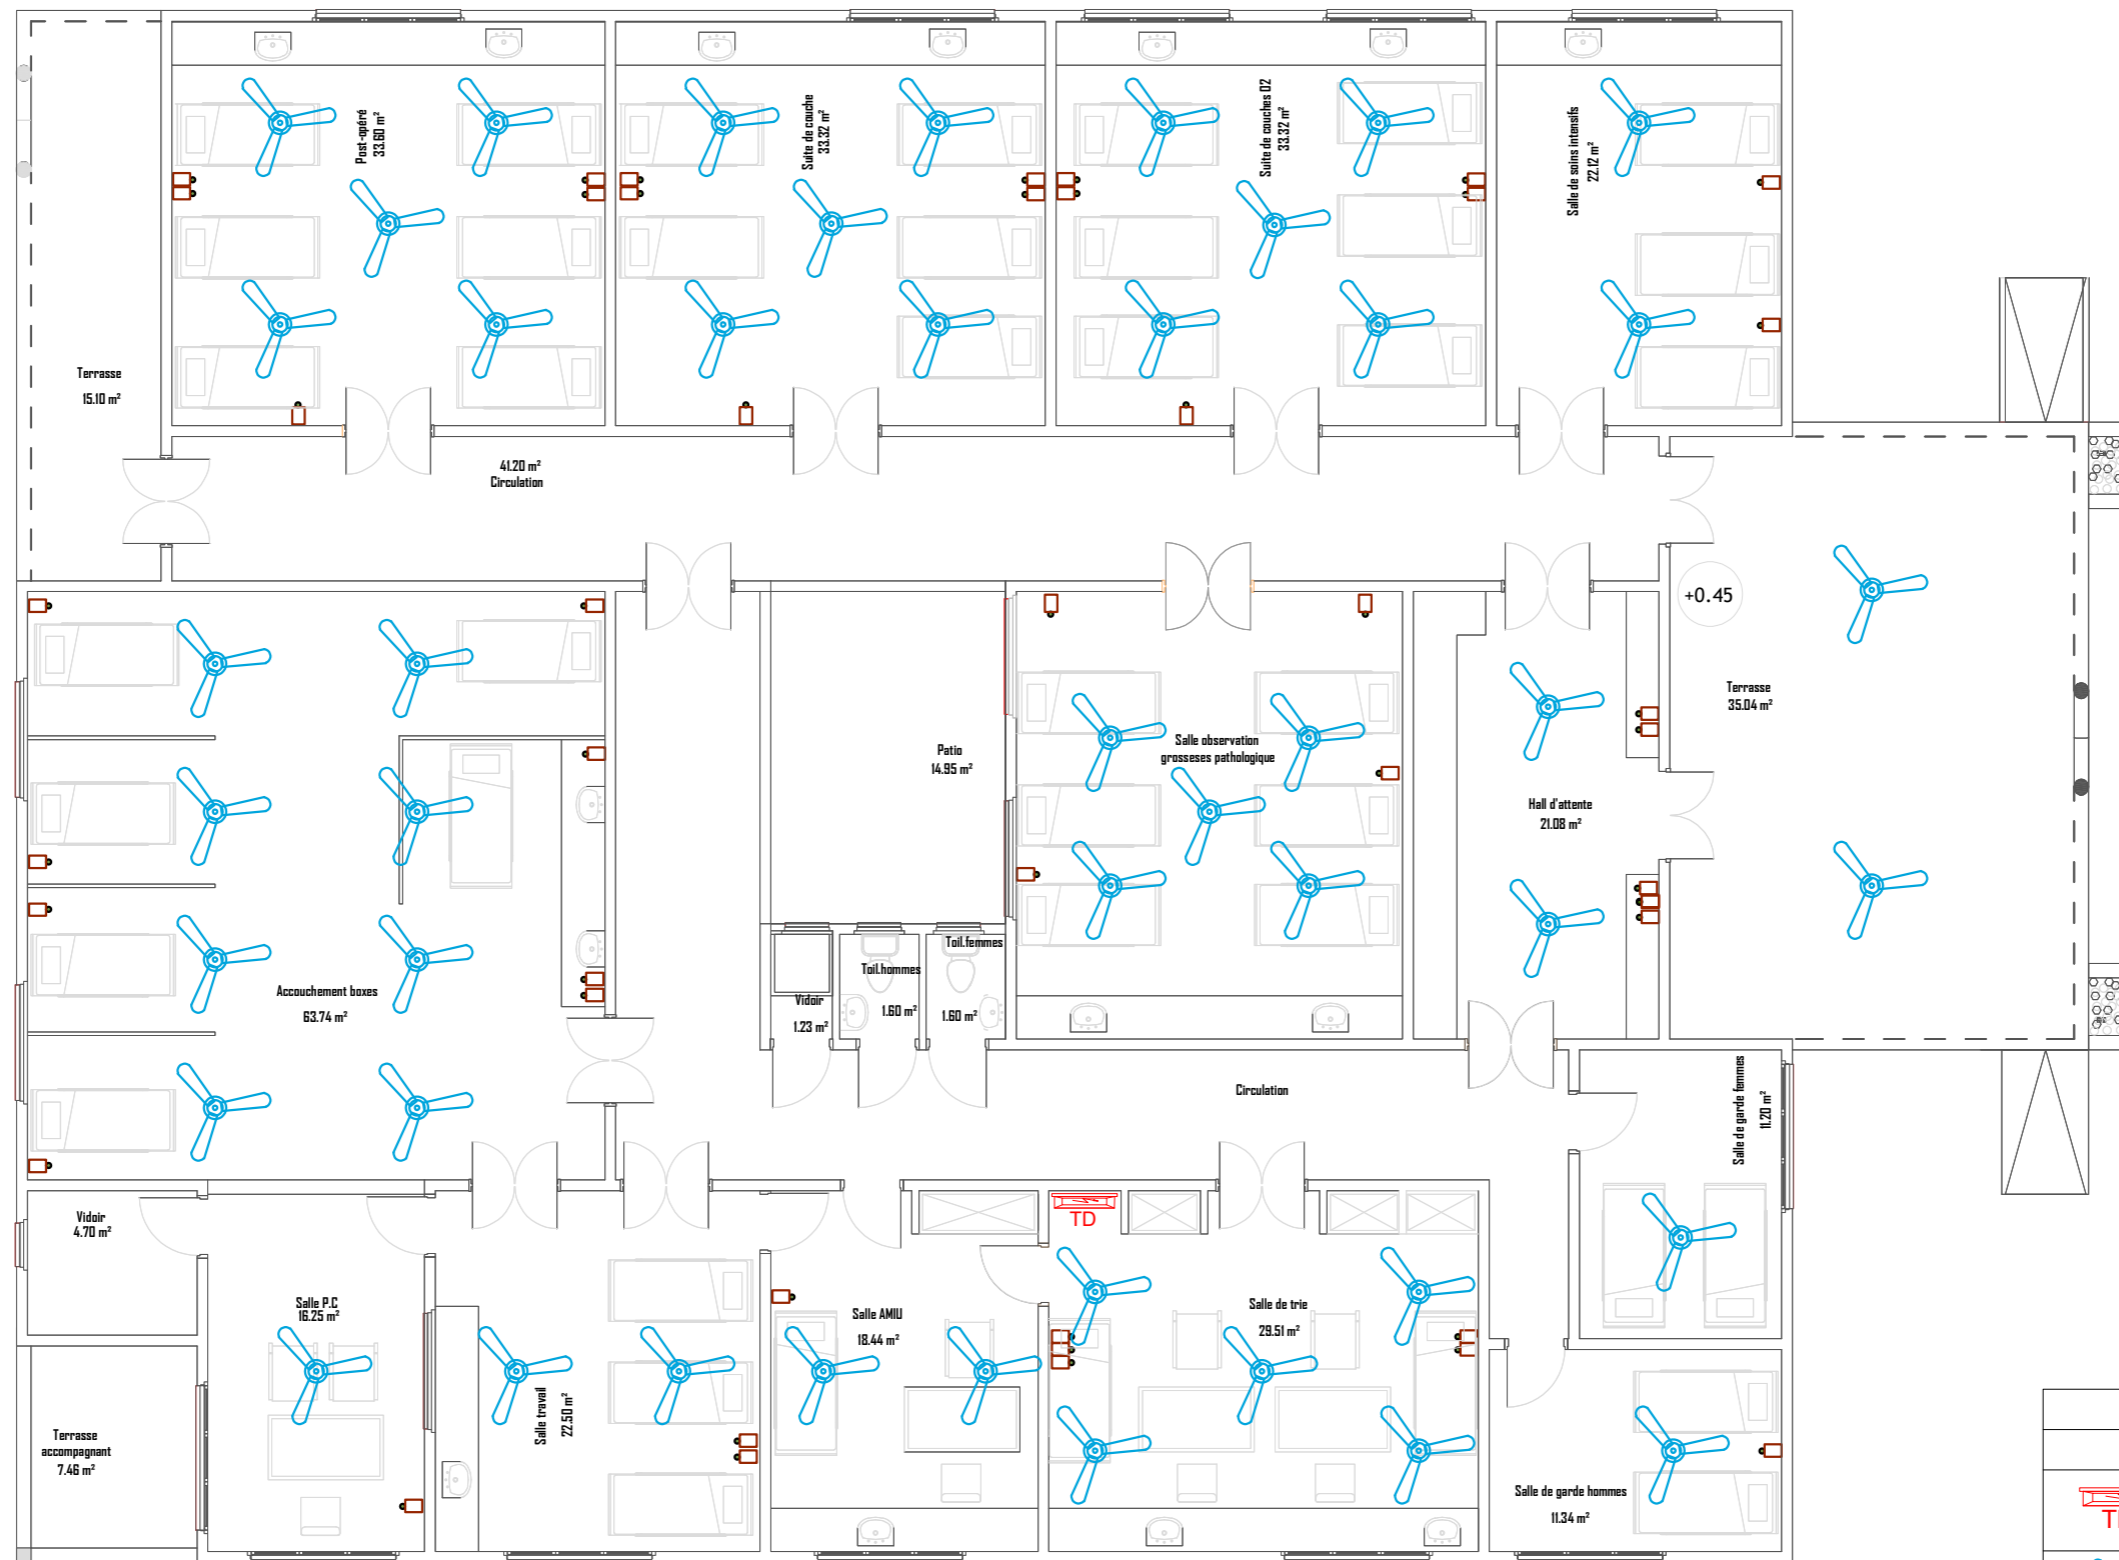 Post-opéré
33.60 m²
Suite de couche
33.32 m²
Suite de couches 02
33.32 m²
Salle de soins intensifs
22.12 m²
Terrasse
15.10 m²
41.20 m²
Circulation
+0.45
Terrasse
35.04 m²
Patio
14.95 m²
Salle observation
grosseses pathologique
Hall d'attente
21.08 m²
Accouchement boxes
63.74 m²
Toil.femmes
Toil.hommes
Vidoir
1.23 m²
1.60 m²
1.60 m²
Circulation
Salle de garde femmes
11.20 m²
Vidoir
4.70 m²
TD
Salle P.C
16.25 m²
Salle AMIU
18.44 m²
Salle de trie
29.51 m²
Salle travail
22.50 m²
Terrasse
accompagnant
7.46 m²
Salle de garde hommes
11.34 m²